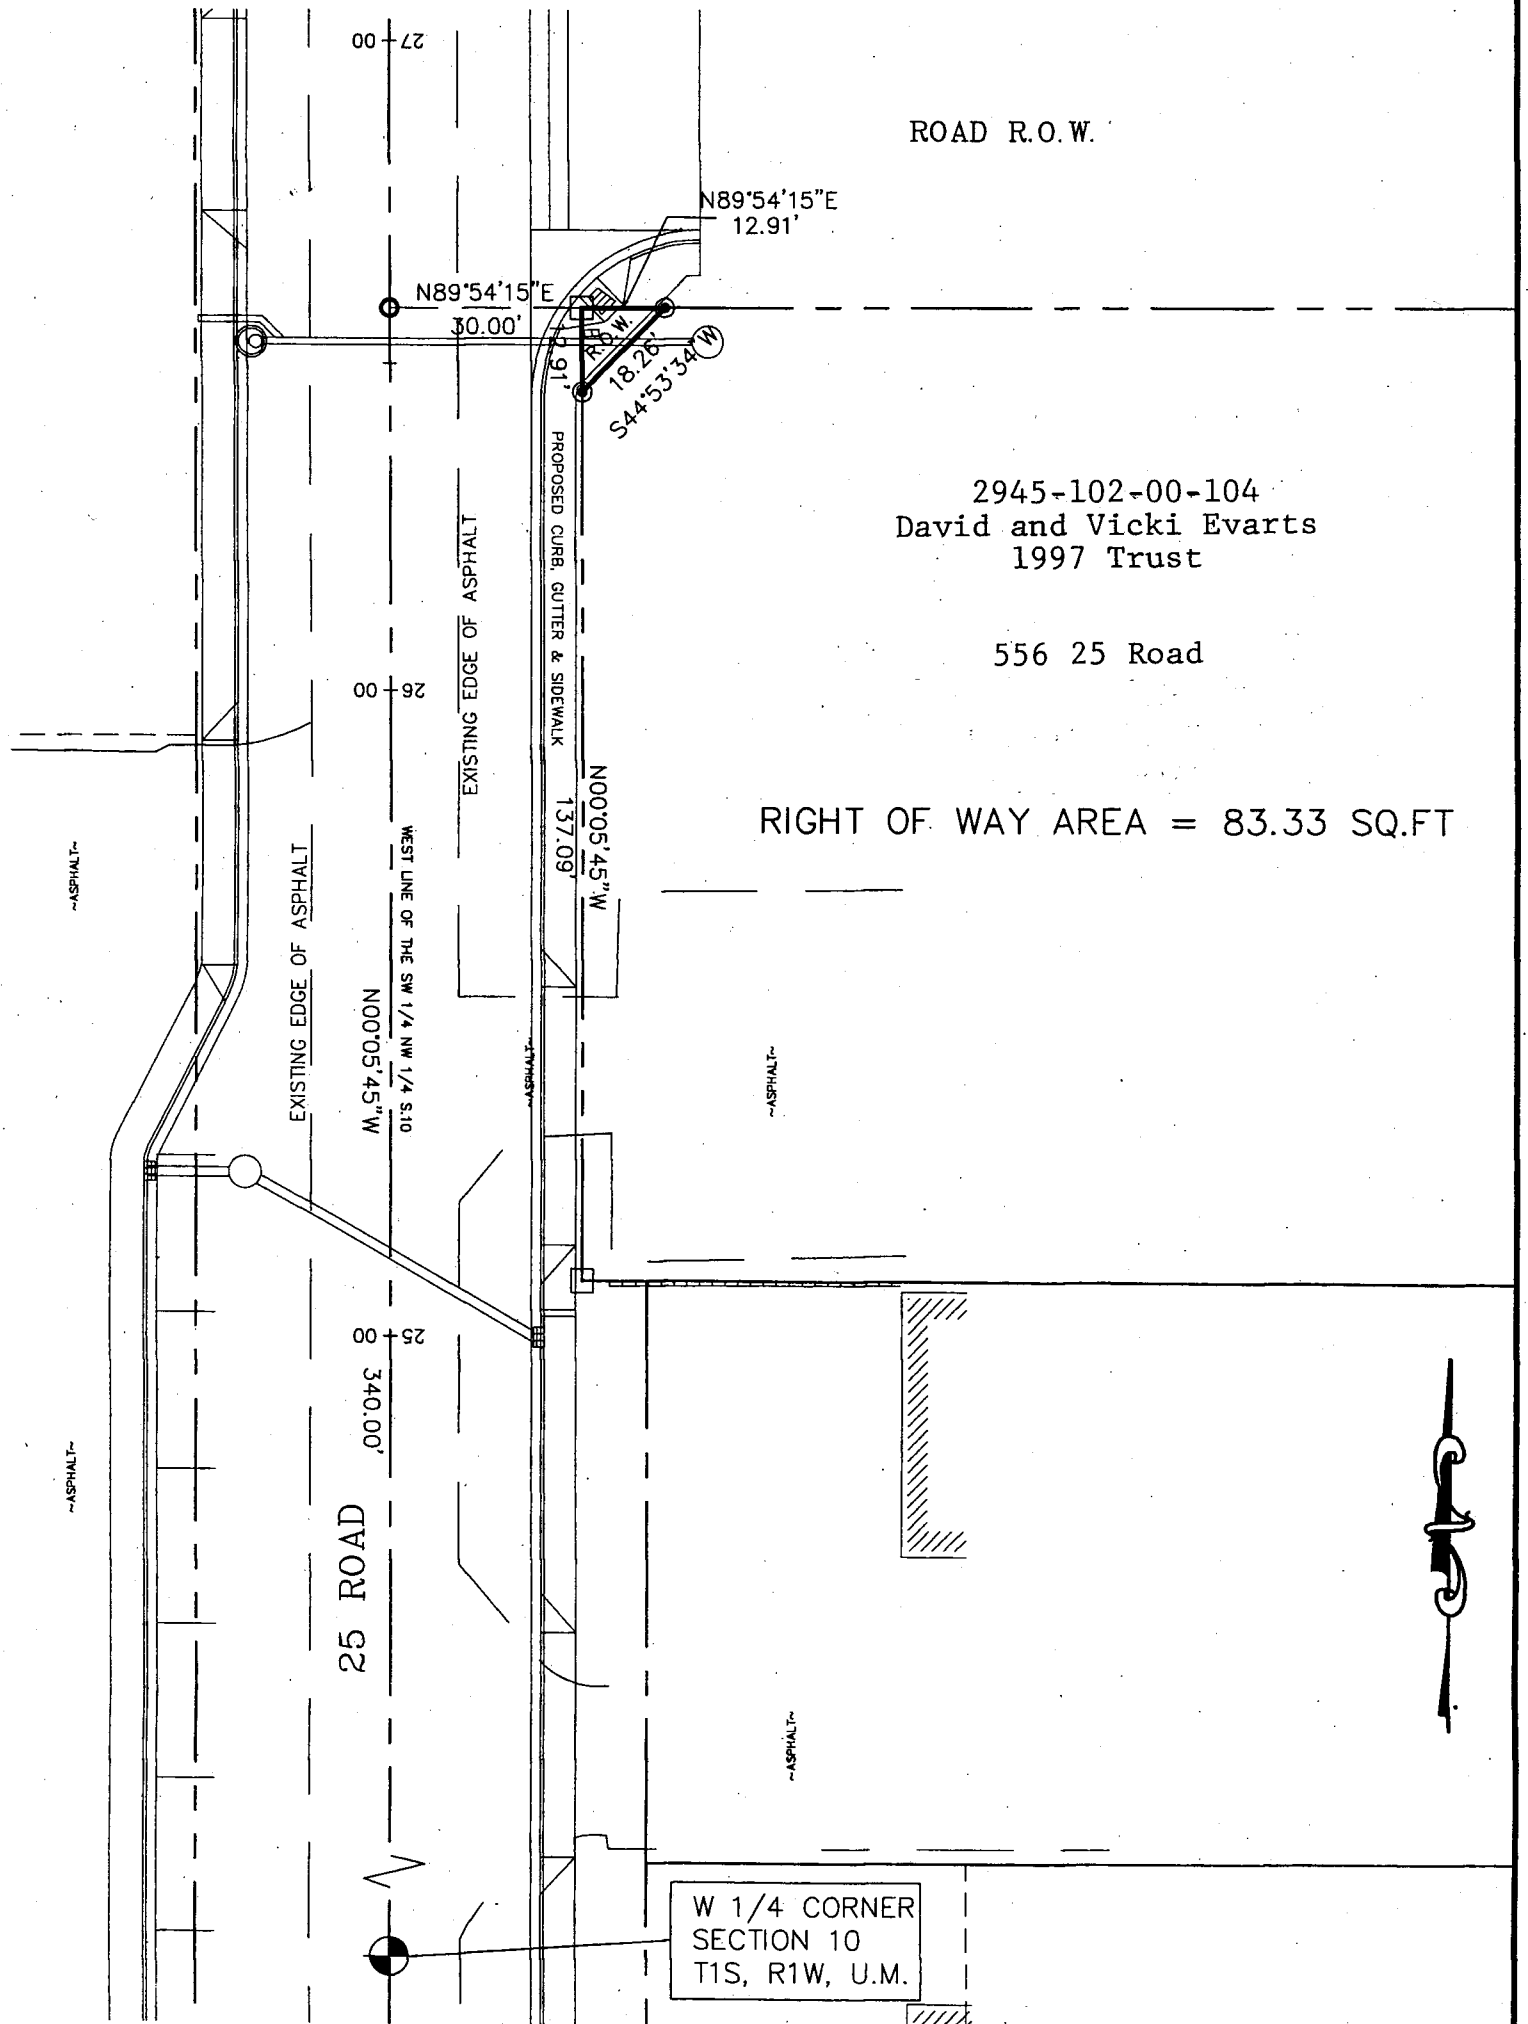 27+00
ROAD R.O.W.
N89°54'15"E
12.91'
N89°54'15"E
30.00'
12.91'
R.O.W.
18.26'
S44°53'34"W
PROPOSED CURB, GUTTER & SIDEWALK
EXISTING EDGE OF ASPHALT
2945-102-00-104
David and Vicki Evarts
1997 Trust
556 25 Road
26+00
N00°05'45"W
137.09'
RIGHT OF WAY AREA = 83.33 SQ.FT
~ASPHALT~
EXISTING EDGE OF ASPHALT
WEST LINE OF THE SW 1/4 NW 1/4 S.10
N00°05'45"W
~ASPHALT~
~ASPHALT~
25+00
340.00'
~ASPHALT~
25 ROAD
~ASPHALT~
W 1/4 CORNER
SECTION 10
T1S, R1W, U.M.